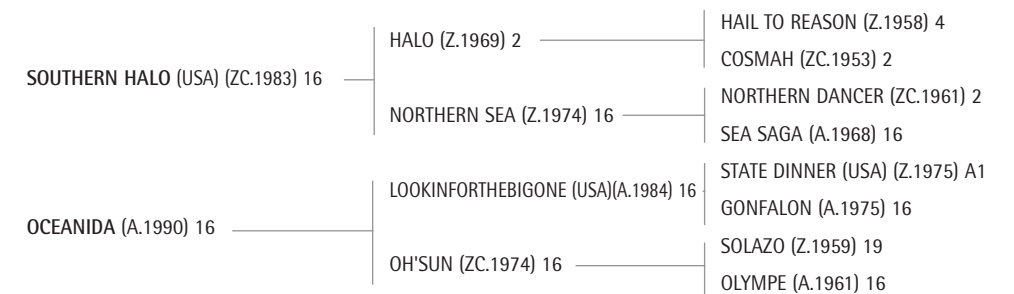 HAIL TO REASON (Z.1958) 4
HALO (Z.1969) 2
COSMAH (ZC.1953) 2
SOUTHERN HALO (USA) (ZC.1983) 16
NORTHERN DANCER (ZC.1961) 2
NORTHERN SEA (Z.1974) 16
SEA SAGA (A.1968) 16
STATE DINNER (USA) (Z.1975) A1
LOOKINFORTHEBIGONE (USA)(A.1984) 16
GONFALON (A.1975) 16
OCEANIDA (A.1990) 16
SOLAZO (Z.1959) 19
OH'SUN (ZC.1974) 16
OLYMPE (A.1961) 16